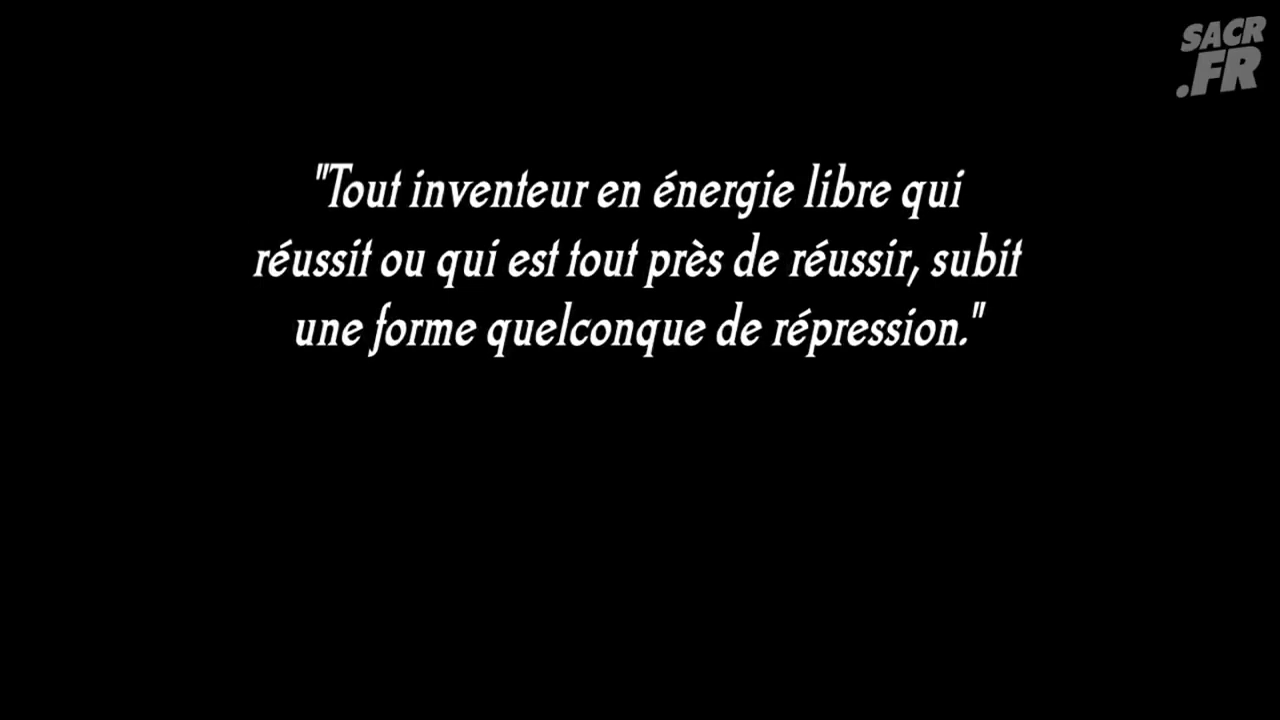 SACR
.FR
"Tout inventeur en énergie libre qui
réussit ou qui est tout près de réussir, subit
une forme quelconque de répression."